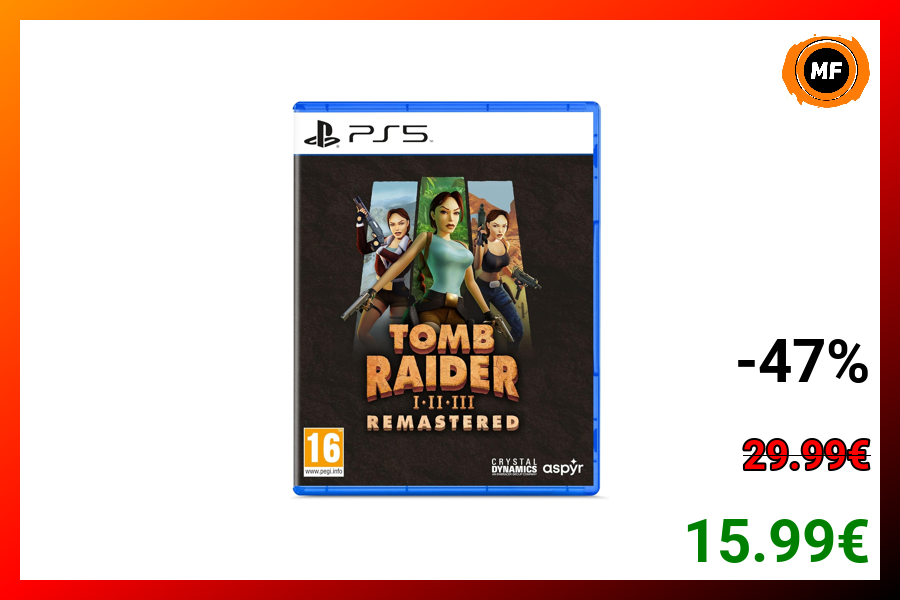 MF
PS5
TOMB
RAIDER
I·II·III
REMASTERED
16
www.pegi.info
CRYSTAL
DYNAMICS
aspyr
-47%
29.99€
15.99€